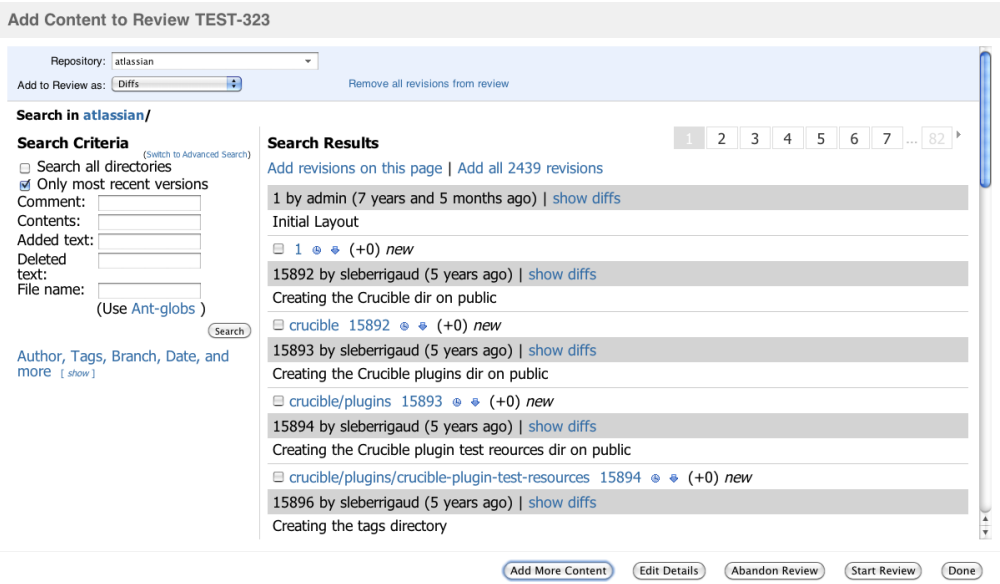 Add Content to Review TEST-323
Repository: atlassian
Add to Review as: Diffs
Remove all revisions from review
Search in atlassian/
Search Criteria
(Switch to Advanced Search)
Search all directories
Only most recent versions
Comment:
Contents:
Added text:
Deleted
text:
File name:
(Use Ant-globs )
Search
Author, Tags, Branch, Date, and
more [ show ]
Search Results
1 2 3 4 5 6 7 ... 82
Add revisions on this page | Add all 2439 revisions
1 by admin (7 years and 5 months ago) | show diffs
Initial Layout
1 (+0) new
15892 by sleberrigaud (5 years ago) | show diffs
Creating the Crucible dir on public
crucible 15892 (+0) new
15893 by sleberrigaud (5 years ago) | show diffs
Creating the Crucible plugins dir on public
crucible/plugins 15893 (+0) new
15894 by sleberrigaud (5 years ago) | show diffs
Creating the Crucible plugin test reources dir on public
crucible/plugins/crucible-plugin-test-resources 15894 (+0) new
15896 by sleberrigaud (5 years ago) | show diffs
Creating the tags directory
Add More Content Edit Details Abandon Review Start Review Done